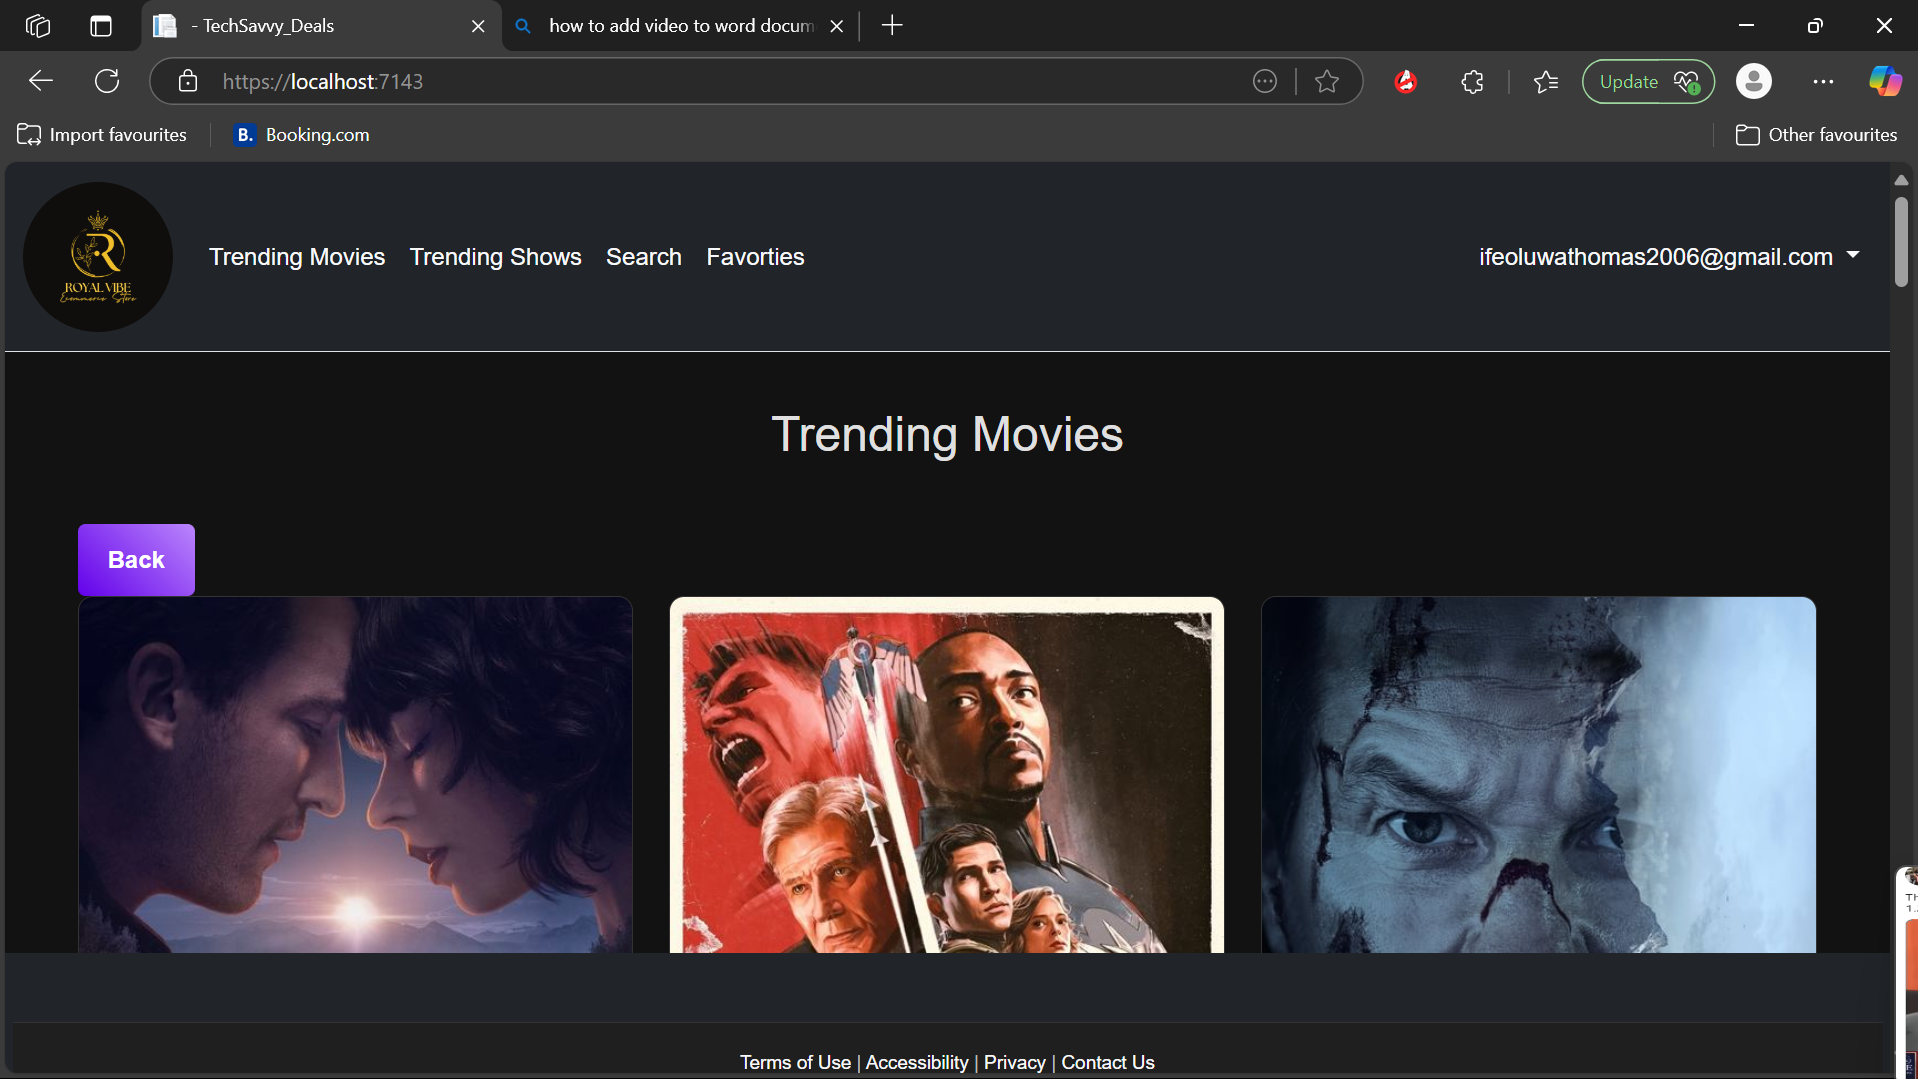 - TechSavvy_Deals
how to add video to word docum
https://localhost:7143
Update
Import favourites
B. Booking.com
Other favourites
R
ROYAL VIBE
Ecommerce Store
Trending Movies
Trending Shows
Search
Favorties
ifeoluwathomas2006@gmail.com
Trending Movies
Back
Terms of Use | Accessibility | Privacy | Contact Us